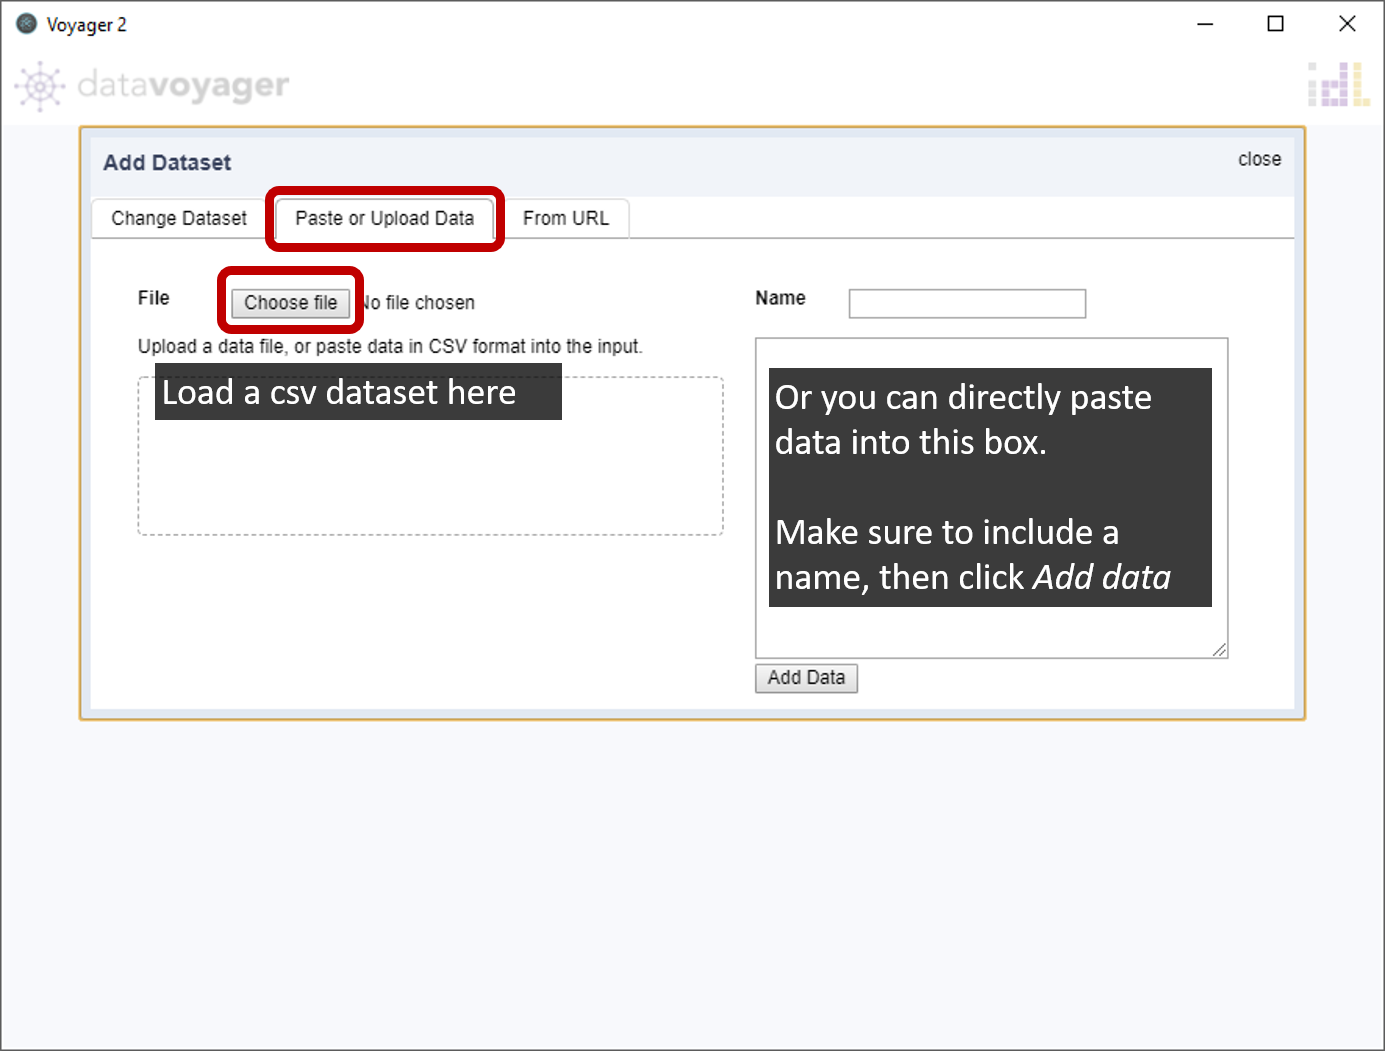 Voyager 2
datavoyager
idl
Add Dataset
close
Change Dataset
Paste or Upload Data
From URL
File
Choose file
No file chosen
Upload a data file, or paste data in CSV format into the input.
Load a csv dataset here
Name
Or you can directly paste
data into this box.
Make sure to include a
name, then click Add data
Add Data